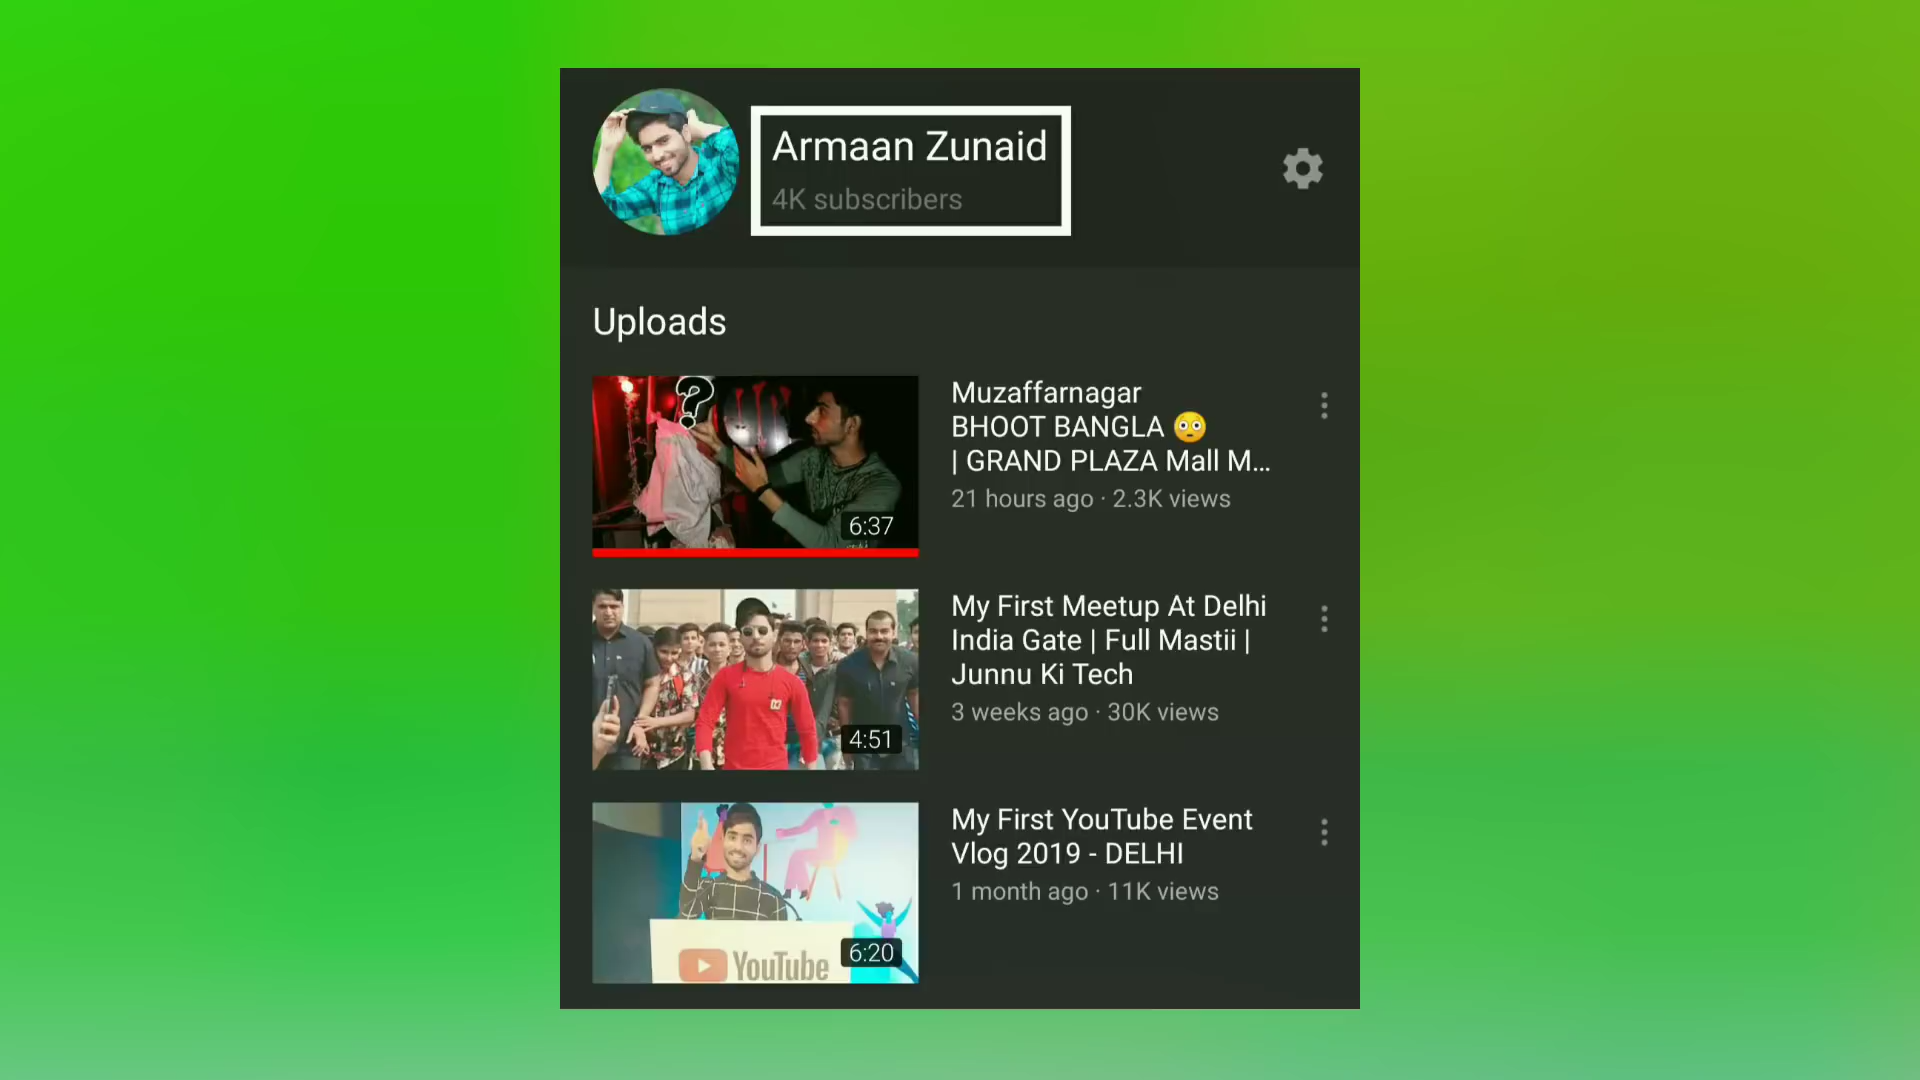 Armaan Zunaid
4K subscribers
Uploads
?
6:37
Muzaffarnagar
BHOOT BANGLA 😳
| GRAND PLAZA Mall M...
21 hours ago · 2.3K views
4:51
My First Meetup At Delhi
India Gate | Full Mastii |
Junnu Ki Tech
3 weeks ago · 30K views
YouTube
6:20
My First YouTube Event
Vlog 2019 - DELHI
1 month ago · 11K views